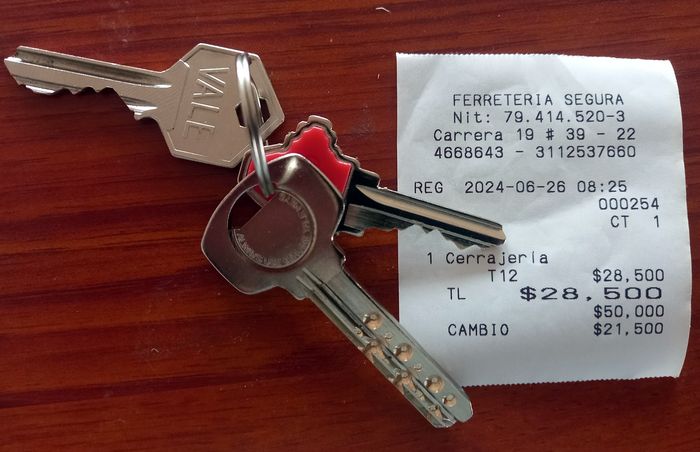 VALE
FERRETERIA SEGURA
Nit: 79.414.520-3
Carrera 19 # 39 - 22
4668643 - 3112537660
REG 2024-06-26 08:25
000254
CT 1
1 Cerrajería
T12 $28,500
TL $28,500
$50,000
CAMBIO $21,500